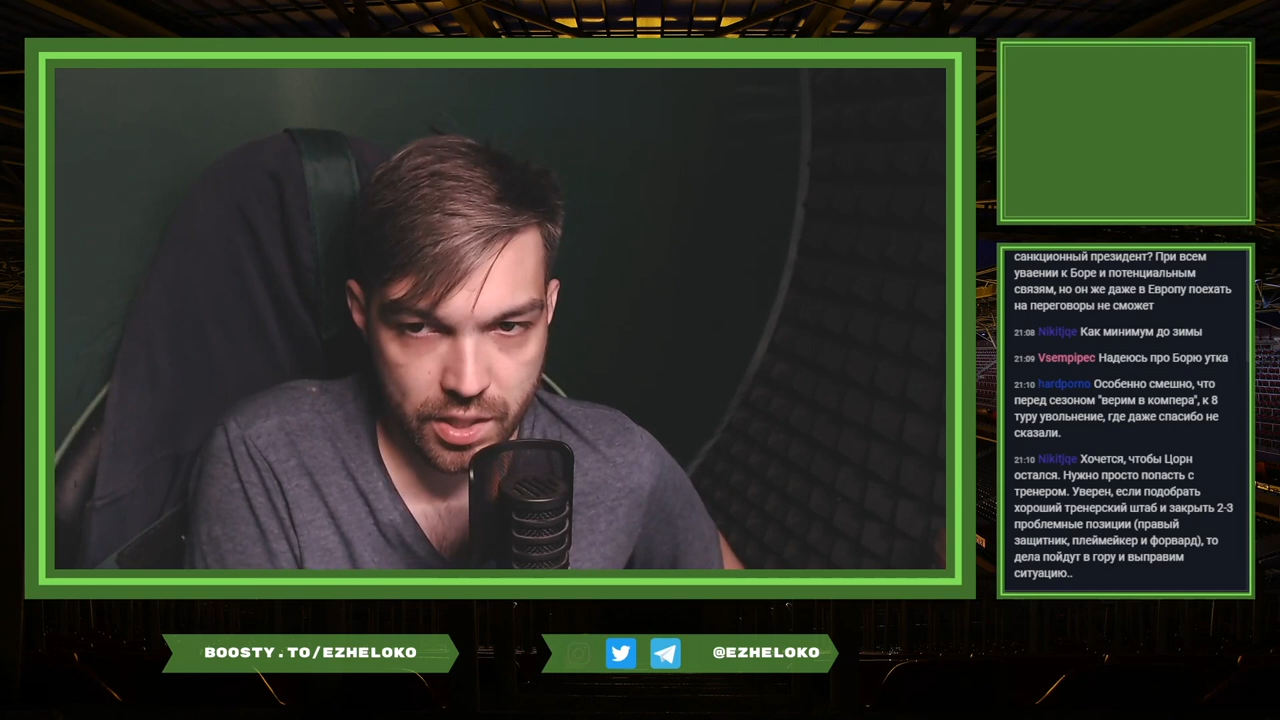 санкционный президент? При всем
уваении к Боре и потенциальным
связям, но он же даже в Европу поехать
на переговоры не сможет
21:08 Nikitjqe Как минимум до зимы
21:09 Vsempipec Надеюсь про Борю утка
21:10 hardporno Особенно смешно, что
перед сезоном "верим в компера", к 8
туру увольнение, где даже спасибо не
сказали.
21:10 Nikitjqe Хочется, чтобы Цорн
остался. Нужно просто попасть с
тренером. Уверен, если подобрать
хороший тренерский штаб и закрыть 2-3
проблемные позиции (правый
защитник, плеймейкер и форвард), то
дела пойдут в гору и выправим
ситуацию..
BOOSTY.TO/EZHELOKO
@EZHELOKO